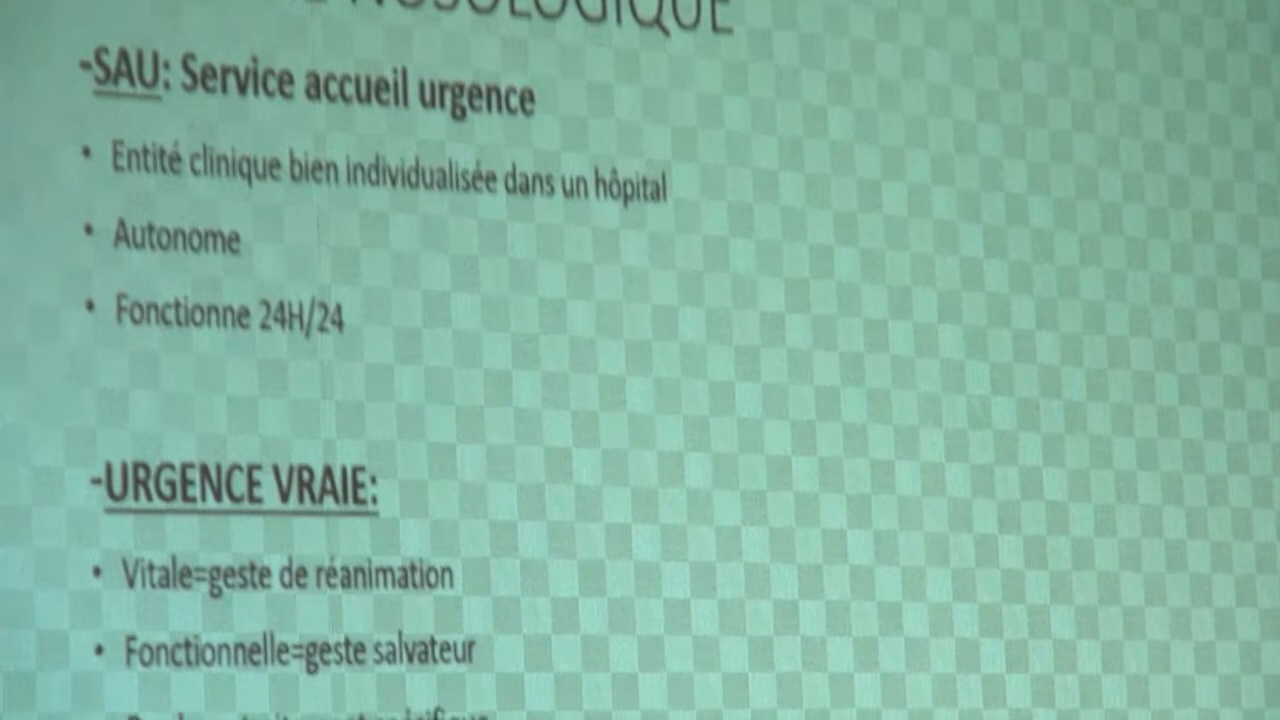 NOSOLOGIQUE
-SAU: Service accueil urgence
• Entité clinique bien individualisée dans un hôpital
• Autonome
• Fonctionne 24H/24
-URGENCE VRAIE:
• Vitale=geste de réanimation
• Fonctionnelle=geste salvateur